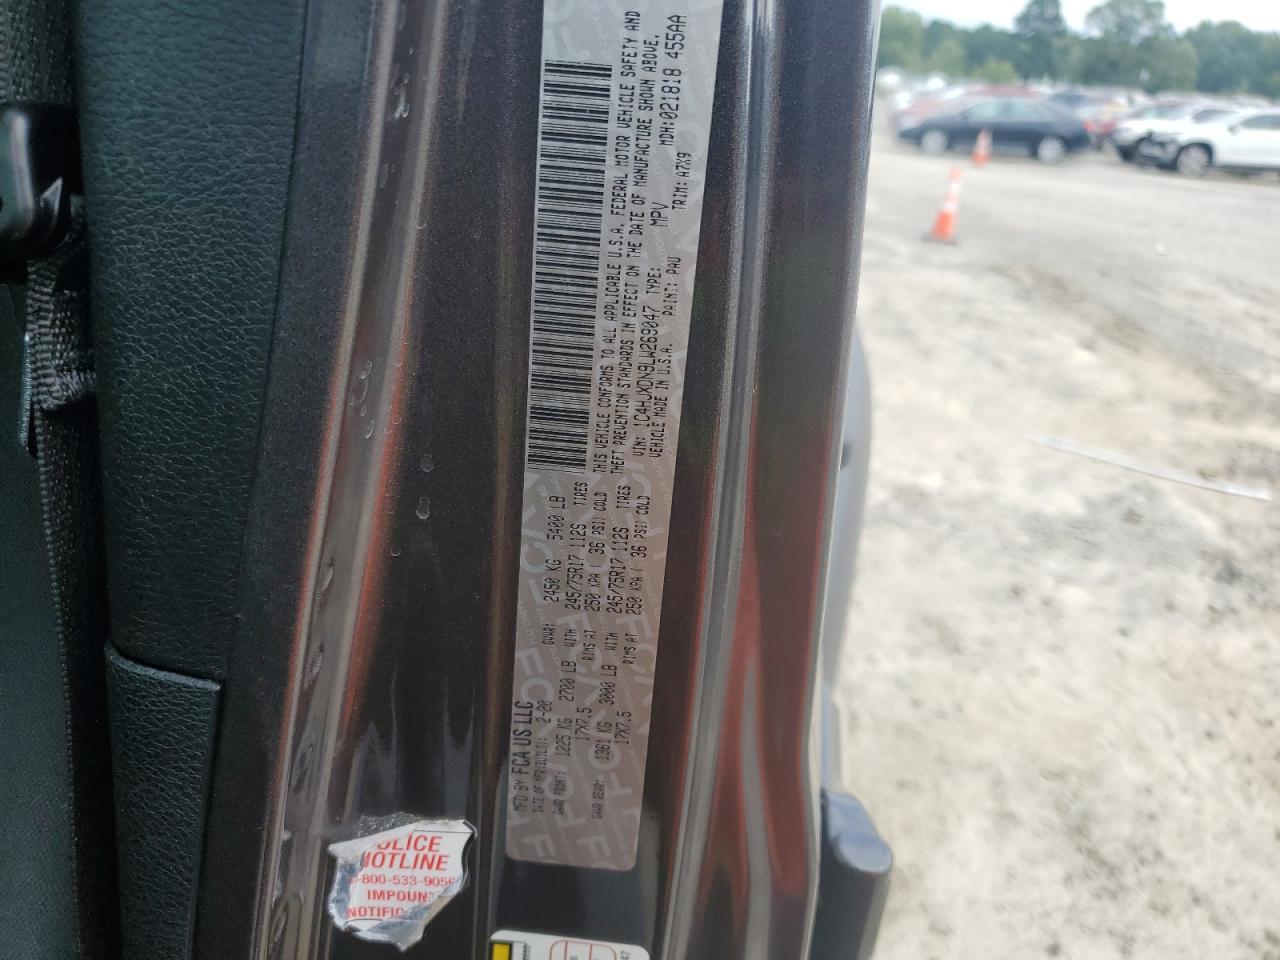 MFD BY FCA US LLC
DATE OF MFR: 2-20 GVWR: 2450 KG 5400 LB
GAWR FRONT: 1225 KG 2700 LB WITH 245/75R17 112S TIRES
17X7.5 RIMS AT 250 KPA ( 36 PSI) COLD
GAWR REAR: 1361 KG 3000 LB WITH 245/75R17 112S TIRES
17X7.5 RIMS AT 250 KPA ( 36 PSI) COLD
THIS VEHICLE CONFORMS TO ALL APPLICABLE U.S.A. FEDERAL MOTOR VEHICLE SAFETY AND
THEFT PREVENTION STANDARDS IN EFFECT ON THE DATE OF MANUFACTURE SHOWN ABOVE.
VIN: 1C4HJXDN9LW269047 TYPE: MPV MDH:021818 455AA
VEHICLE MADE IN U.S.A. PAINT: PAU TRIM: A7X9
OLICE
HOTLINE
-800-533-9056
IMPOUN
NOTIFIC